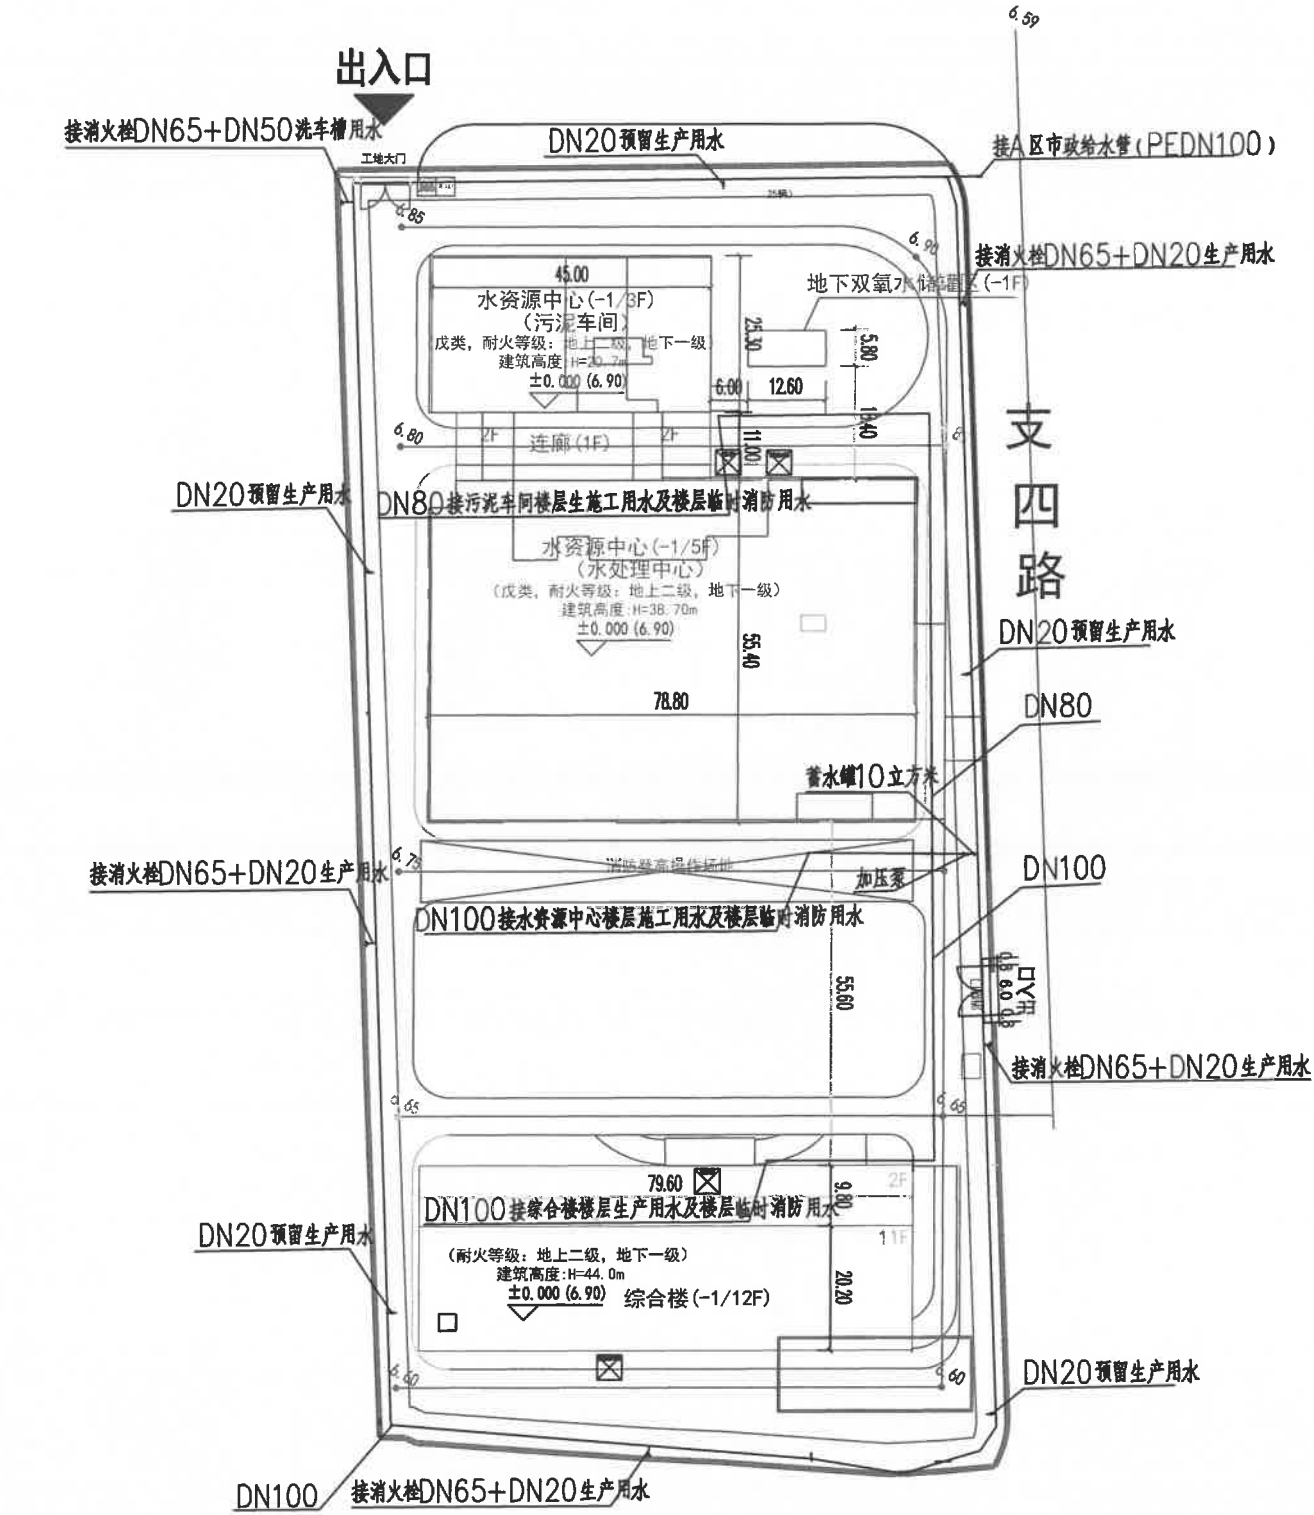 6.59
出入口
接消火栓DN65+DN50洗车槽用水
DN20预留生产用水
接A区市政给水管(PEDN100)
工地大门
6.85
6.90
接消火栓DN65+DN20生产用水
地下双氧水储罐区(-1F)
45.00
水资源中心(-1/3F)
(污泥车间)
戊类，耐火等级：地上二级，地下一级)
建筑高度:H=20.7m
±0.000(6.90)
25.30
5.80
6.00
12.60
18.40
11.00
支四路
6.80
2F
连廊(1F)
2F
DN20预留生产用水
DN80接污泥车间楼层生施工用水及楼层临时消防用水
水资源中心(-1/5F)
(水处理中心)
(戊类，耐火等级：地上二级，地下一级)
建筑高度:H=38.70m
±0.000(6.90)
55.40
DN20预留生产用水
78.80
DN80
蓄水罐10立方米
消防登高操作场地
6.75
接消火栓DN65+DN20生产用水
加压泵
DN100
DN100接水资源中心楼层施工用水及楼层临时消防用水
55.60
0.8
6.0
0.8
出入口
接消火栓DN65+DN20生产用水
6.65
6.65
79.60
9.80
2F
DN100接综合楼楼层生产用水及楼层临时消防用水
DN20预留生产用水
11F
(耐火等级：地上二级，地下一级)
建筑高度:H=44.0m
±0.000(6.90)
综合楼(-1/12F)
20.20
6.60
6.60
DN20预留生产用水
DN100
接消火栓DN65+DN20生产用水